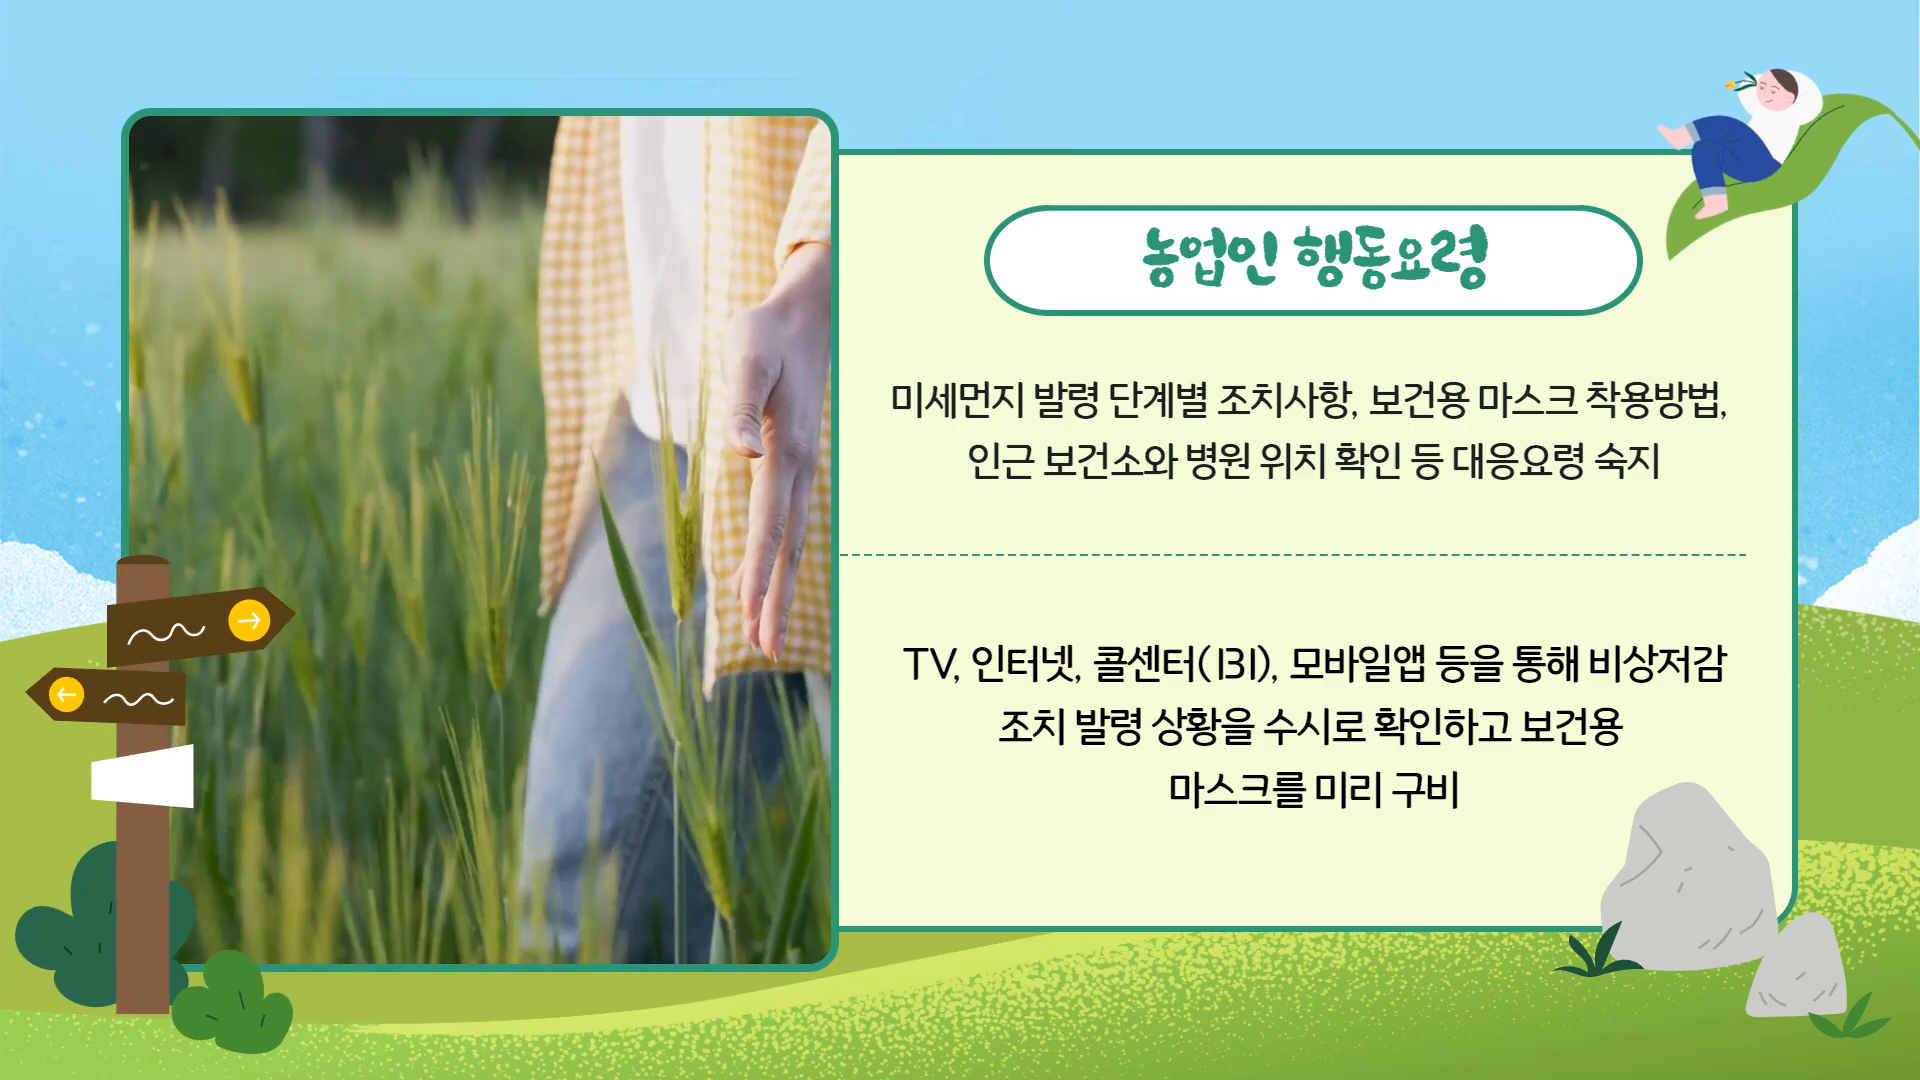 농업인 행동요령
미세먼지 발령 단계별 조치사항, 보건용 마스크 착용방법,
인근 보건소와 병원 위치 확인 등 대응요령 숙지
TV, 인터넷, 콜센터(131), 모바일앱 등을 통해 비상저감
조치 발령 상황을 수시로 확인하고 보건용
마스크를 미리 구비